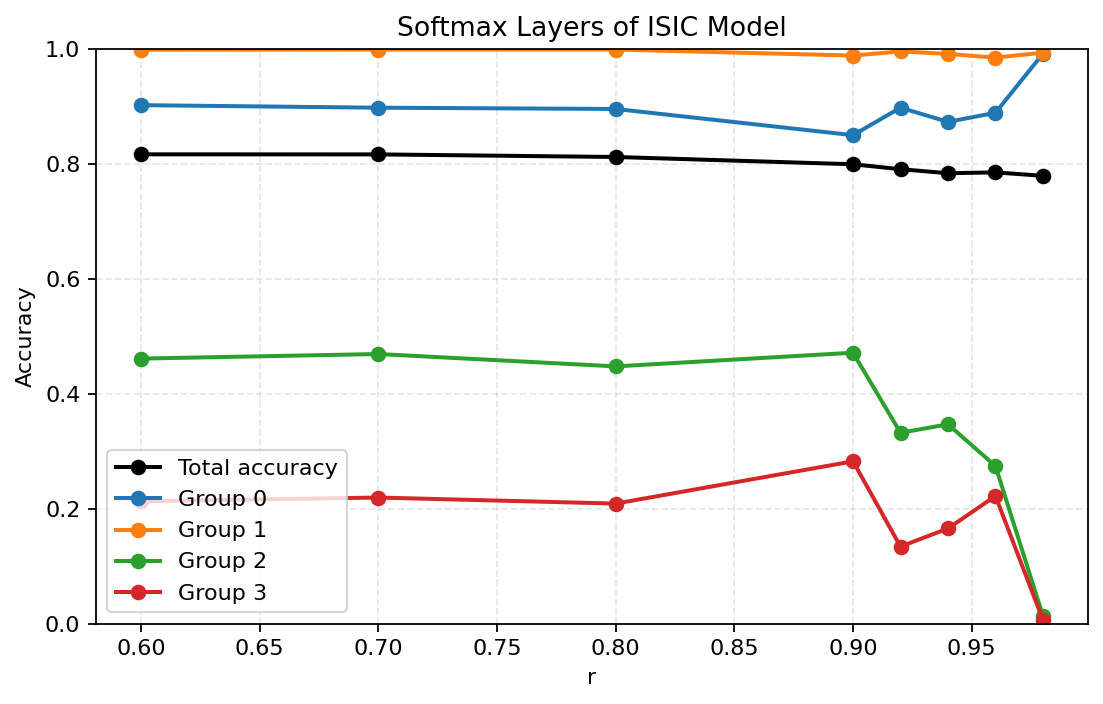 Softmax Layers of ISIC Model
1.0
0.8
0.6
0.4
0.2
0.0
Accuracy
Total accuracy
Group 0
Group 1
Group 2
Group 3
0.60 0.65 0.70 0.75 0.80 0.85 0.90 0.95
r